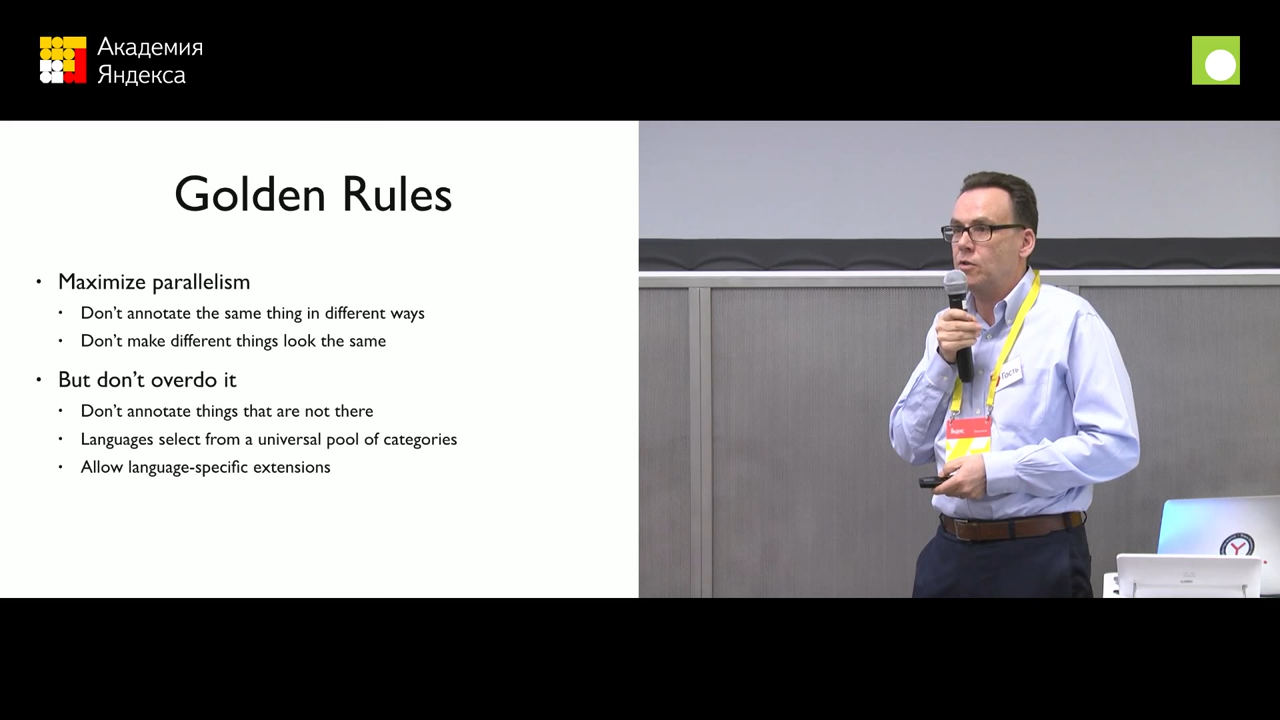 Академия
Яндекса
Golden Rules
• Maximize parallelism
• Don't annotate the same thing in different ways
• Don't make different things look the same
• But don't overdo it
• Don't annotate things that are not there
• Languages select from a universal pool of categories
• Allow language-specific extensions
Гость